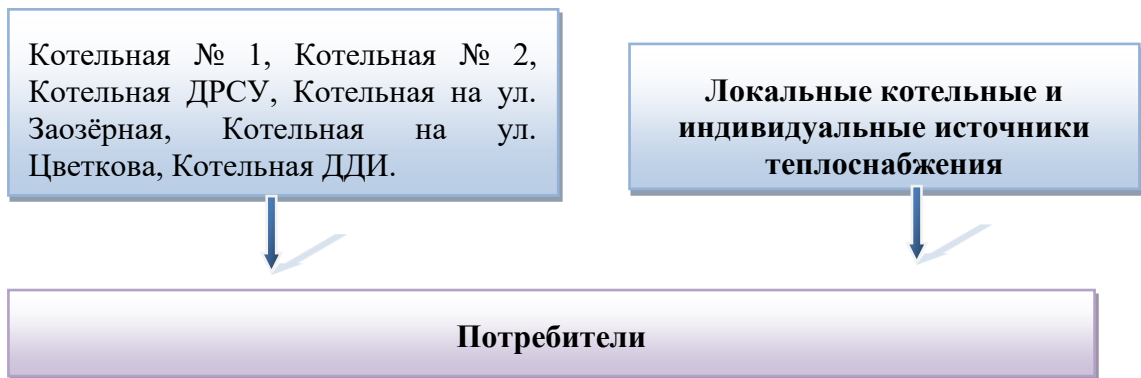 Котельная № 1, Котельная № 2,
Котельная ДРСУ, Котельная на ул.
Заозёрная, Котельная на ул.
Цветкова, Котельная ДДИ.
Локальные котельные и
индивидуальные источники
теплоснабжения
Потребители